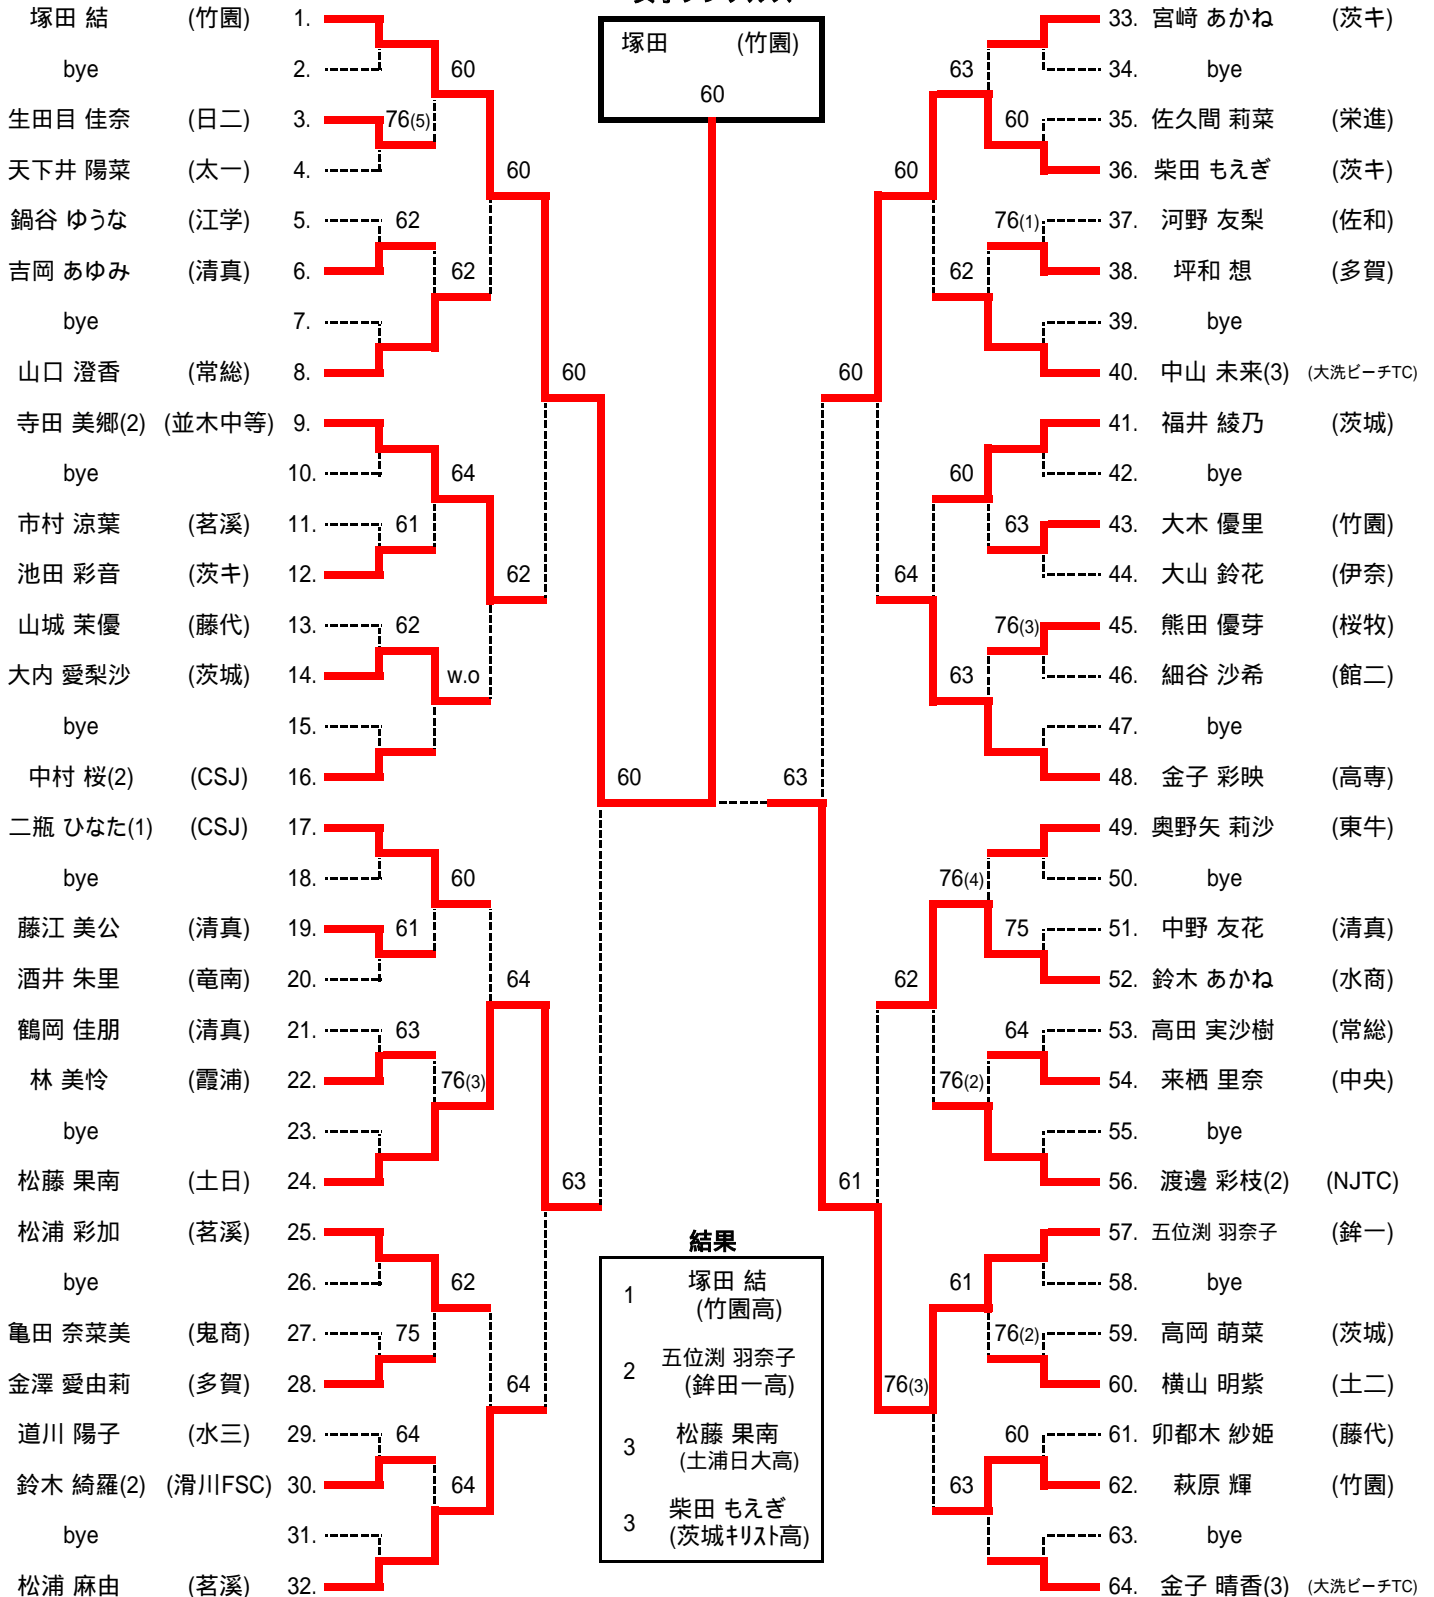 塚田 結 (竹園) 1.
bye 2.
生田目 佳奈 (日二) 3.
天下井 陽菜 (太一) 4.
鍋谷 ゆうな (江学) 5.
吉岡 あゆみ (清真) 6.
bye 7.
山口 澄香 (常総) 8.
寺田 美郷(2) (並木中等) 9.
bye 10.
市村 涼葉 (茗溪) 11.
池田 彩音 (茨キ) 12.
山城 茉優 (藤代) 13.
大内 愛梨沙 (茨城) 14.
bye 15.
中村 桜(2) (CSJ) 16.
二瓶 ひなた(1) (CSJ) 17.
bye 18.
藤江 美公 (清真) 19.
酒井 朱里 (竜南) 20.
鶴岡 佳朋 (清真) 21.
林 美怜 (霞浦) 22.
bye 23.
松藤 果南 (土日) 24.
松浦 彩加 (茗溪) 25.
bye 26.
亀田 奈菜美 (鬼商) 27.
金澤 愛由莉 (多賀) 28.
道川 陽子 (水三) 29.
鈴木 綺羅(2) (滑川FSC) 30.
bye 31.
松浦 麻由 (茗溪) 32.
76(5)
62
61
62
61
63
75
64
60
62
64
w.o
60
76(3)
62
64
60
62
64
64
60
63
60
塚田 (竹園)
60
63
60
61
60
64
62
76(3)
63
62
60
63
76(4)
76(2)
61
63
60
76(1)
63
76(3)
75
64
76(2)
60
33. 宮﨑 あかね (茨キ)
34. bye
35. 佐久間 莉菜 (栄進)
36. 柴田 もえぎ (茨キ)
37. 河野 友梨 (佐和)
38. 坪和 想 (多賀)
39. bye
40. 中山 未来(3) (大洗ビーチTC)
41. 福井 綾乃 (茨城)
42. bye
43. 大木 優里 (竹園)
44. 大山 鈴花 (伊奈)
45. 熊田 優芽 (桜牧)
46. 細谷 沙希 (館二)
47. bye
48. 金子 彩映 (高専)
49. 奥野矢 莉沙 (東牛)
50. bye
51. 中野 友花 (清真)
52. 鈴木 あかね (水商)
53. 高田 実沙樹 (常総)
54. 来栖 里奈 (中央)
55. bye
56. 渡邊 彩枝(2) (NJTC)
57. 五位渕 羽奈子 (鉾一)
58. bye
59. 高岡 萌菜 (茨城)
60. 横山 明紫 (土二)
61. 卯都木 紗姫 (藤代)
62. 萩原 輝 (竹園)
63. bye
64. 金子 晴香(3) (大洗ビーチTC)
結果
1 塚田 結
(竹園高)
2 五位渕 羽奈子
(鉾田一高)
3 松藤 果南
(土浦日大高)
3 柴田 もえぎ
(茨城キリスト高)